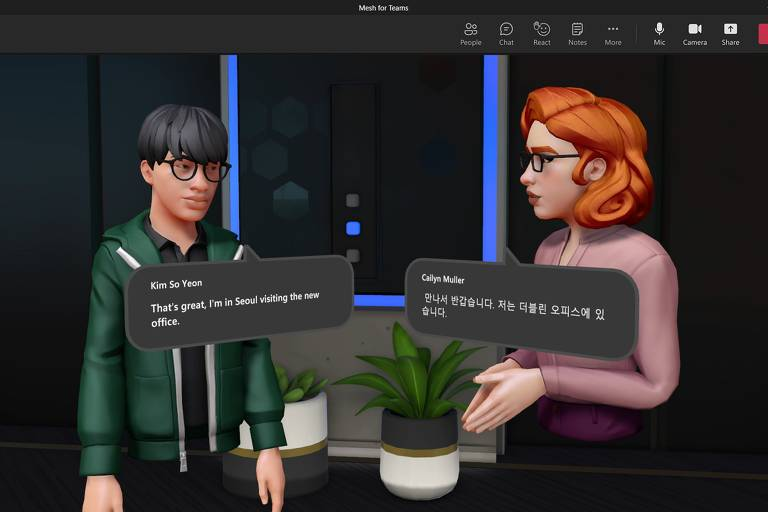 Mesh for Teams
People
Chat
React
Notes
More
Mic
Camera
Share
Kim So Yeon
That's great, I'm in Seoul visiting the new
office.
Cailyn Muller
만나서 반갑습니다. 저는 더블린 오피스에 있
습니다.